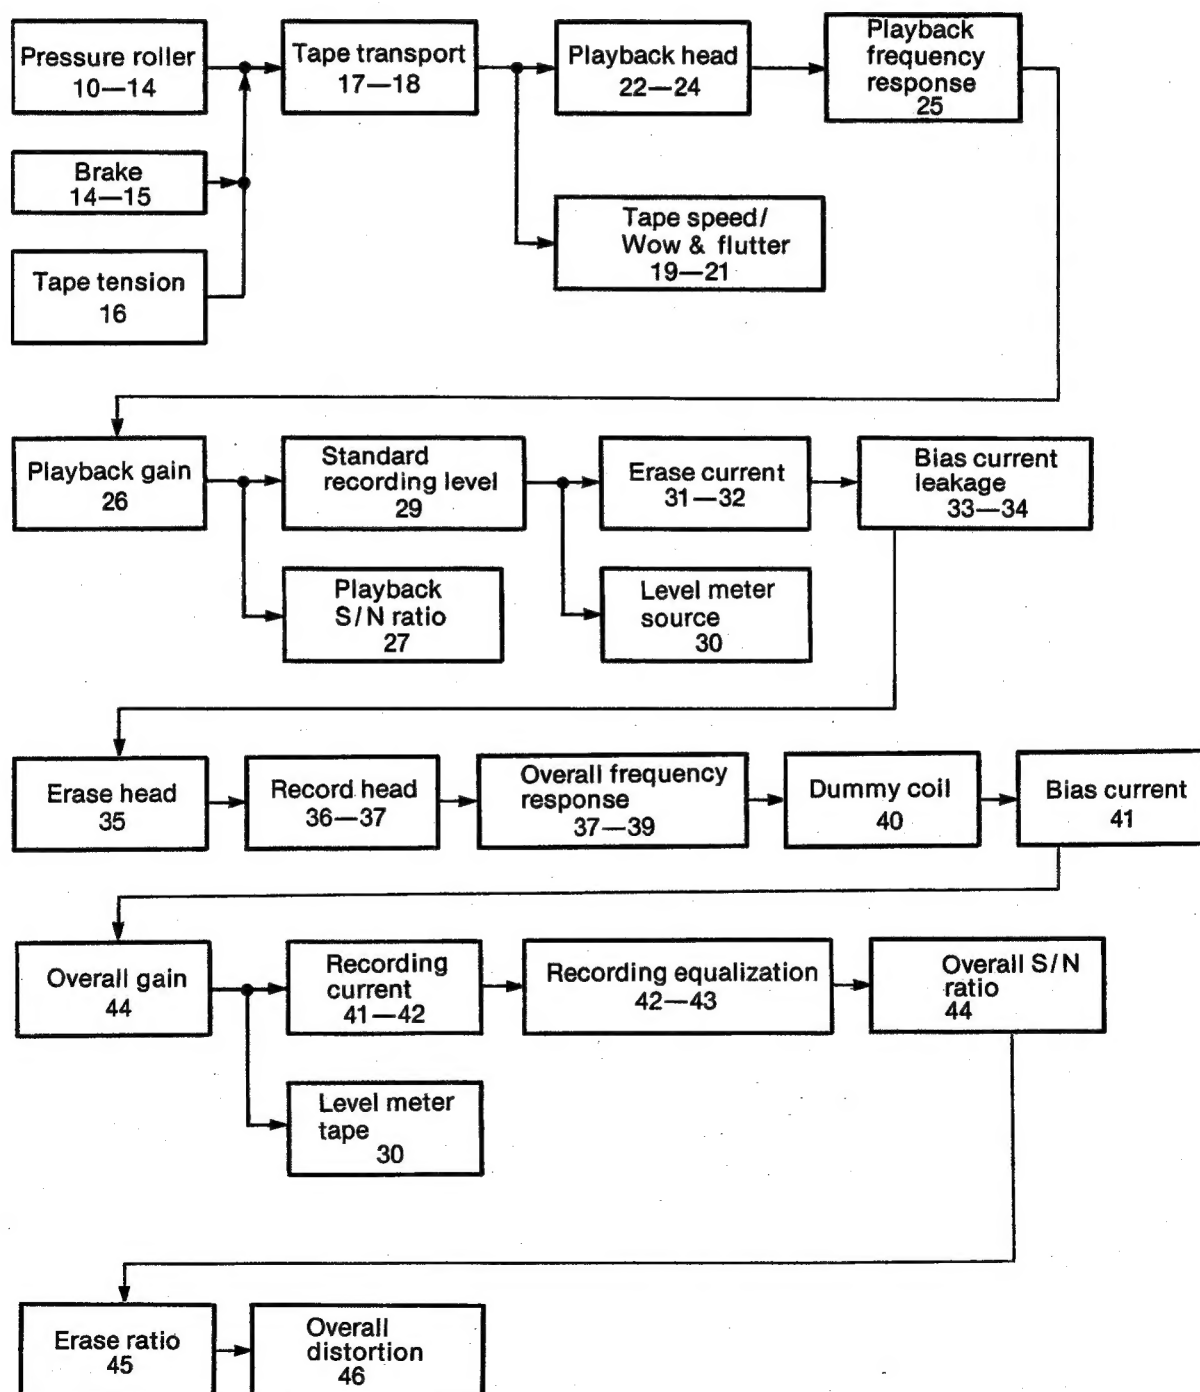 Pressure roller
10—14
Tape transport
17—18
Playback head
22—24
Playback
frequency
response
25
Brake
14—15
Tape speed/
Wow & flutter
19—21
Tape tension
16
Playback gain
26
Standard
recording level
29
Erase current
31—32
Bias current
leakage
33—34
Playback
S/N ratio
27
Level meter
source
30
Erase head
35
Record head
36—37
Overall frequency
response
37—39
Dummy coil
40
Bias current
41
Overall gain
44
Recording
current
41—42
Recording equalization
42—43
Overall S/N
ratio
44
Level meter
tape
30
Erase ratio
45
Overall
distortion
46